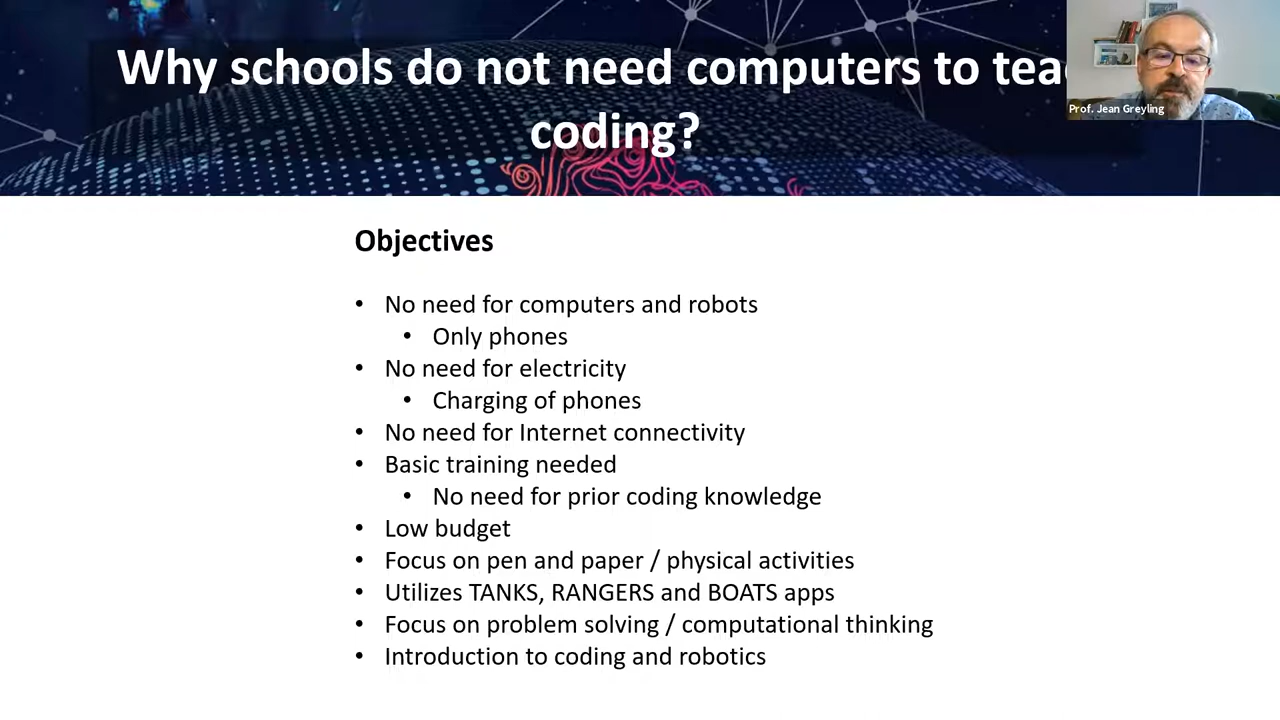 Why schools do not need computers to
coding?
Prof. Jean Greyling
Objectives
• No need for computers and robots
• Only phones
• No need for electricity
• Charging of phones
• No need for Internet connectivity
• Basic training needed
• No need for prior coding knowledge
• Low budget
• Focus on pen and paper / physical activities
• Utilizes TANKS, RANGERS and BOATS apps
• Focus on problem solving / computational thinking
• Introduction to coding and robotics